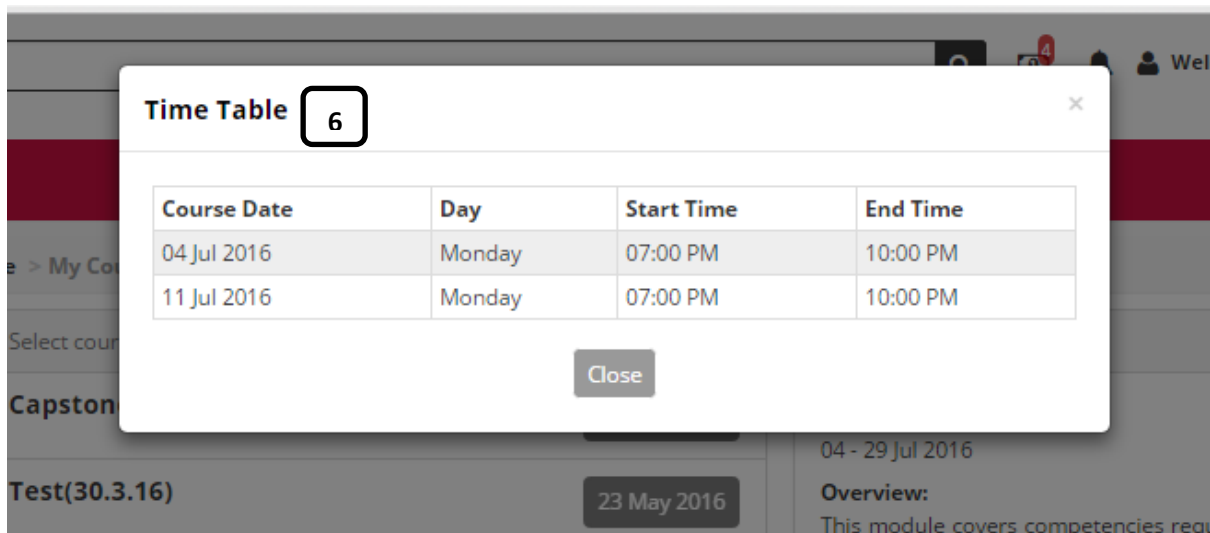 4
Wel
Time Table 6 ×
Course Date Day Start Time End Time
04 Jul 2016 Monday 07:00 PM 10:00 PM
11 Jul 2016 Monday 07:00 PM 10:00 PM
Close
e > My Cou
Select cour
Capston
04 - 29 Jul 2016
Test(30.3.16) 23 May 2016
Overview:
This module covers competencies requ